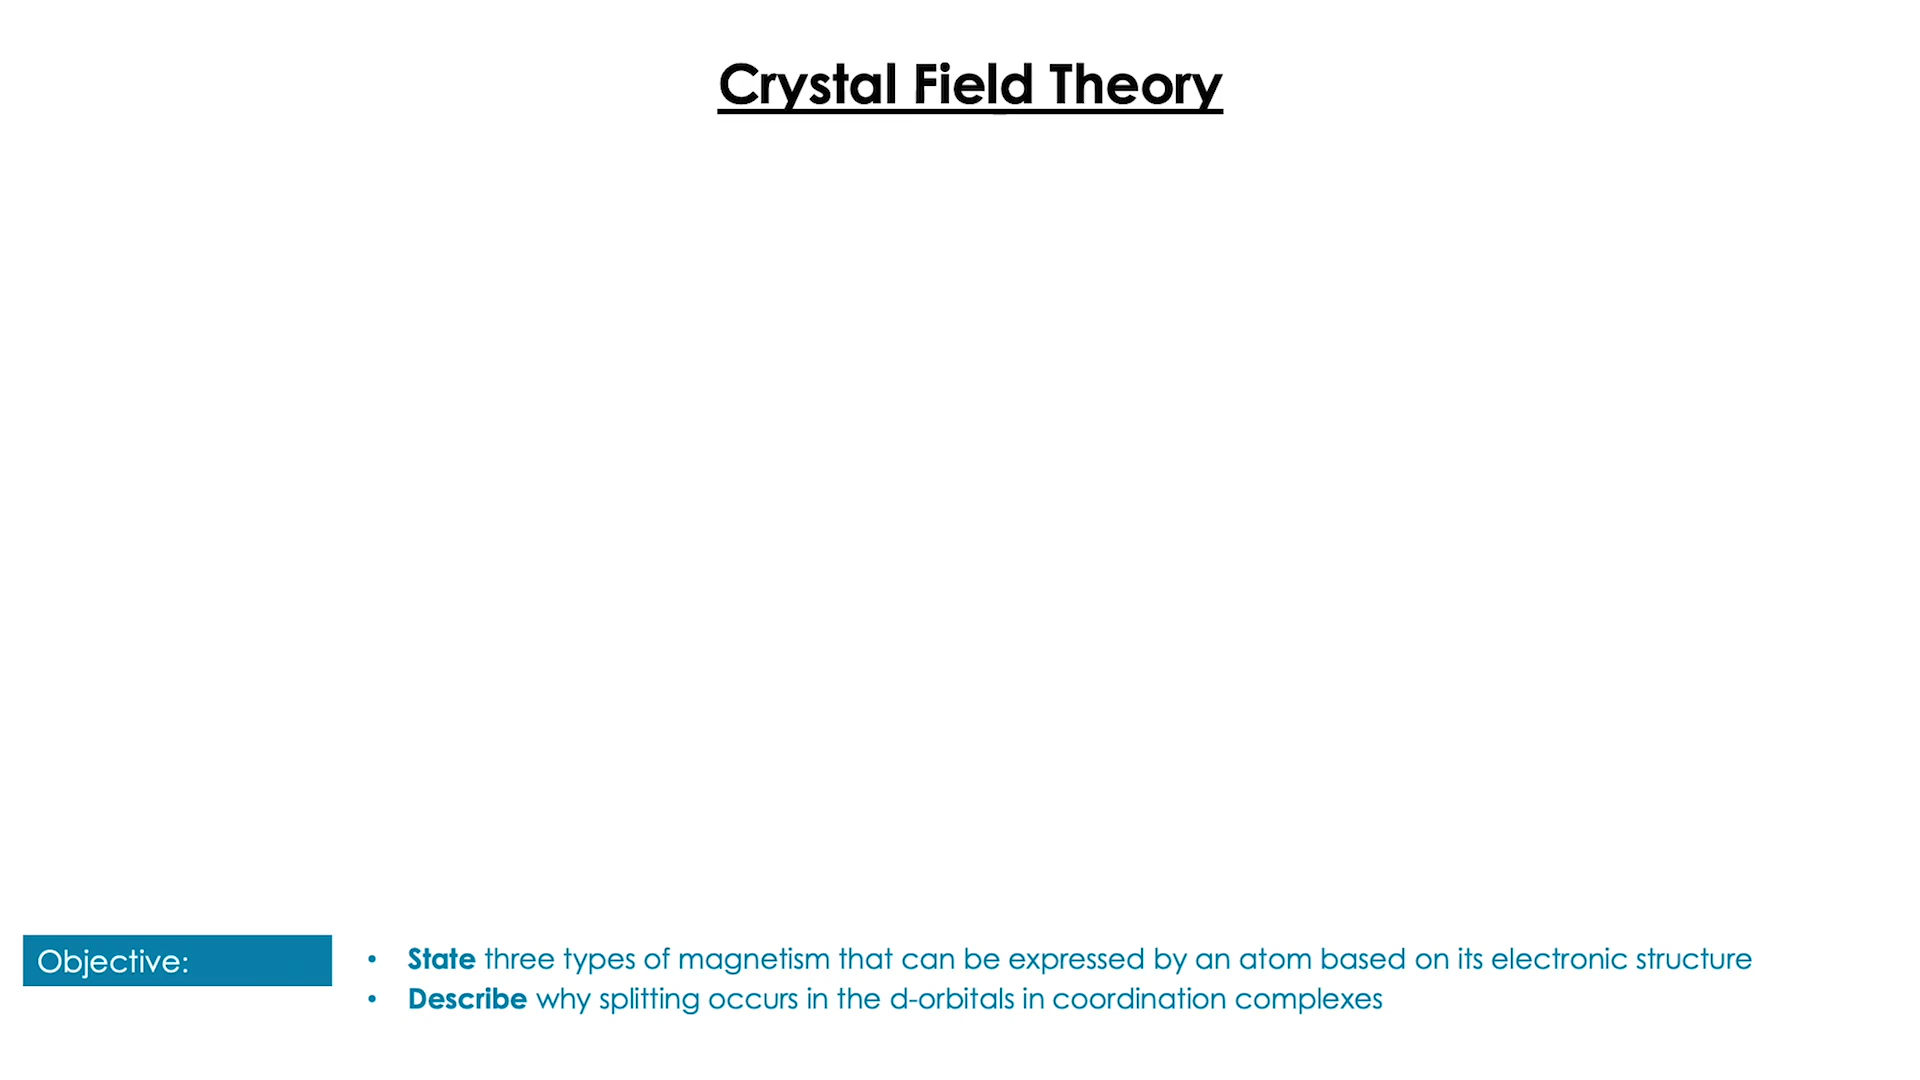 Crystal Field Theory
Objective:
• State three types of magnetism that can be expressed by an atom based on its electronic structure
• Describe why splitting occurs in the d-orbitals in coordination complexes